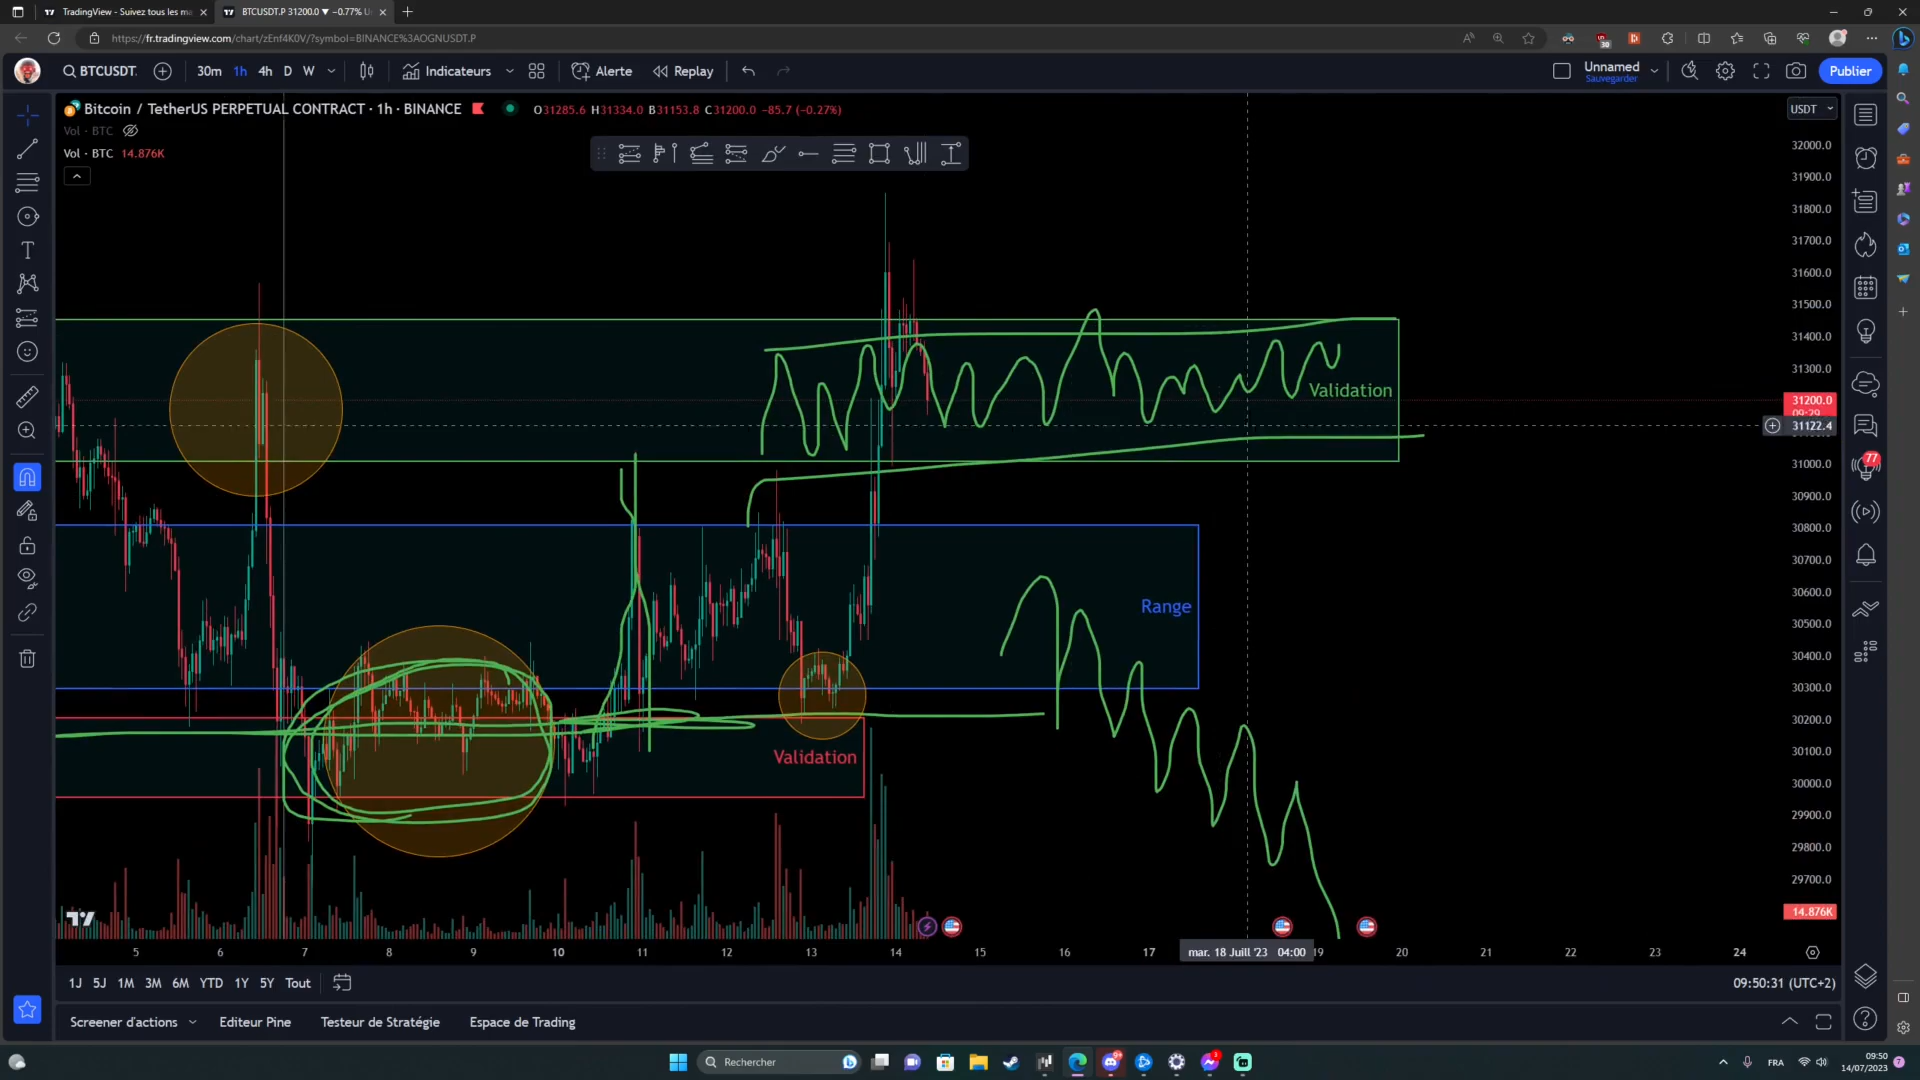 TradingView - Suivez tous les ma
BTCUSDT.P 31200.0 ▼ −0.77% U
https://fr.tradingview.com/chart/zEnf4K0V/?symbol=BINANCE%3AOGNUSDT.P
30
BTCUSDT.
30m 1h 4h D W
Indicateurs
Alerte
Replay
Unnamed
Sauvegarder
Publier
Bitcoin / TetherUS PERPETUAL CONTRACT · 1h · BINANCE
O31285.6 H31334.0 B31153.8 C31200.0 −85.7 (−0.27%)
USDT
Vol · BTC
Vol · BTC 14.876K
32000.0
31900.0
31800.0
31700.0
31600.0
31500.0
31400.0
31300.0
Validation
31200.0
09:29
31122.4
31000.0
77
30900.0
30800.0
30700.0
30600.0
Range
30500.0
30400.0
30300.0
30200.0
30100.0
Validation
30000.0
29900.0
29800.0
29700.0
14.876K
5 6 7 8 9 10 11 12 13 14 15 16 17 mar. 18 Juill '23 04:00 19 20 21 22 23 24
1J 5J 1M 3M 6M YTD 1Y 5Y Tout
09:50:31 (UTC+2)
Screener d'actions
Editeur Pine
Testeur de Stratégie
Espace de Trading
Rechercher
FRA
09:50
14/07/2023
7